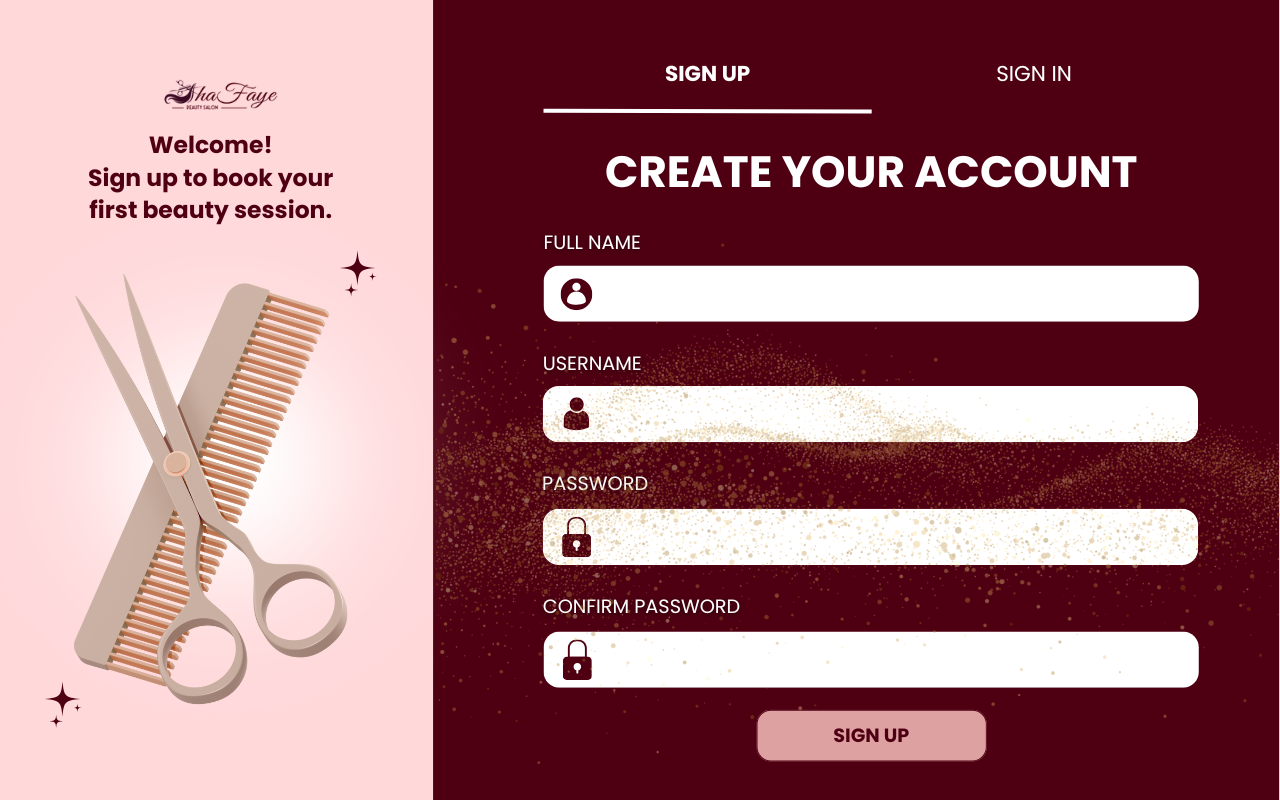 ShaFaye
BEAUTY SALON
Welcome!
Sign up to book your
first beauty session.
SIGN UP
SIGN IN
CREATE YOUR ACCOUNT
FULL NAME
USERNAME
PASSWORD
CONFIRM PASSWORD
SIGN UP